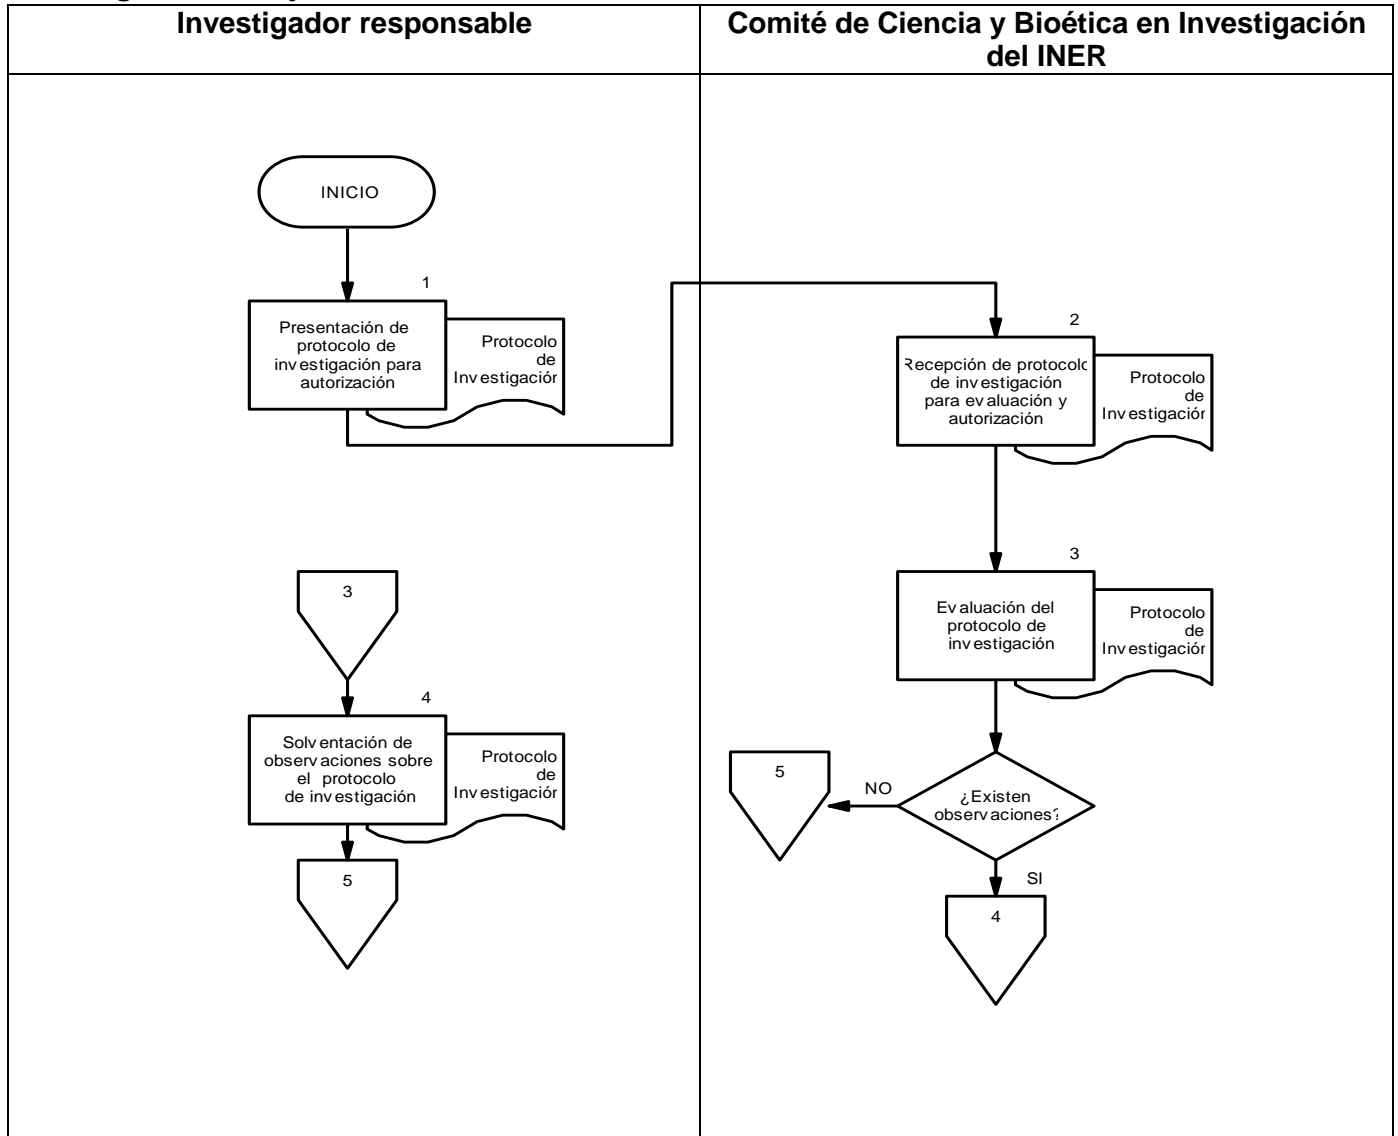 Investigador responsable
Comité de Ciencia y Bioética en Investigación
del INER
INICIO
1
Presentación de
protocolo de
investigación para
autorización
Protocolo
de
Investigación
2
Recepción de protocolo
de investigación
para evaluación y
autorización
Protocolo
de
Investigación
3
Evaluación del
protocolo de
investigación
Protocolo
de
Investigación
3
4
Solventación de
observaciones sobre
el protocolo
de investigación
Protocolo
de
Investigación
5
¿Existen
observaciones?
NO
5
SI
4